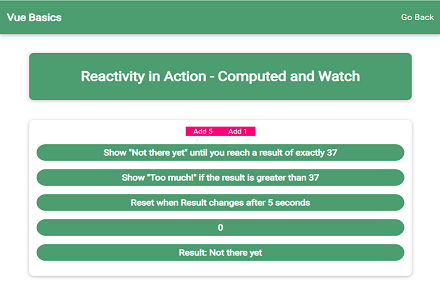 Vue Basics
Go Back
Reactivity in Action - Computed and Watch
Add 5 Add 1
Show "Not there yet" until you reach a result of exactly 37
Show "Too much!" if the result is greater than 37
Reset when Result changes after 5 seconds
0
Result: Not there yet